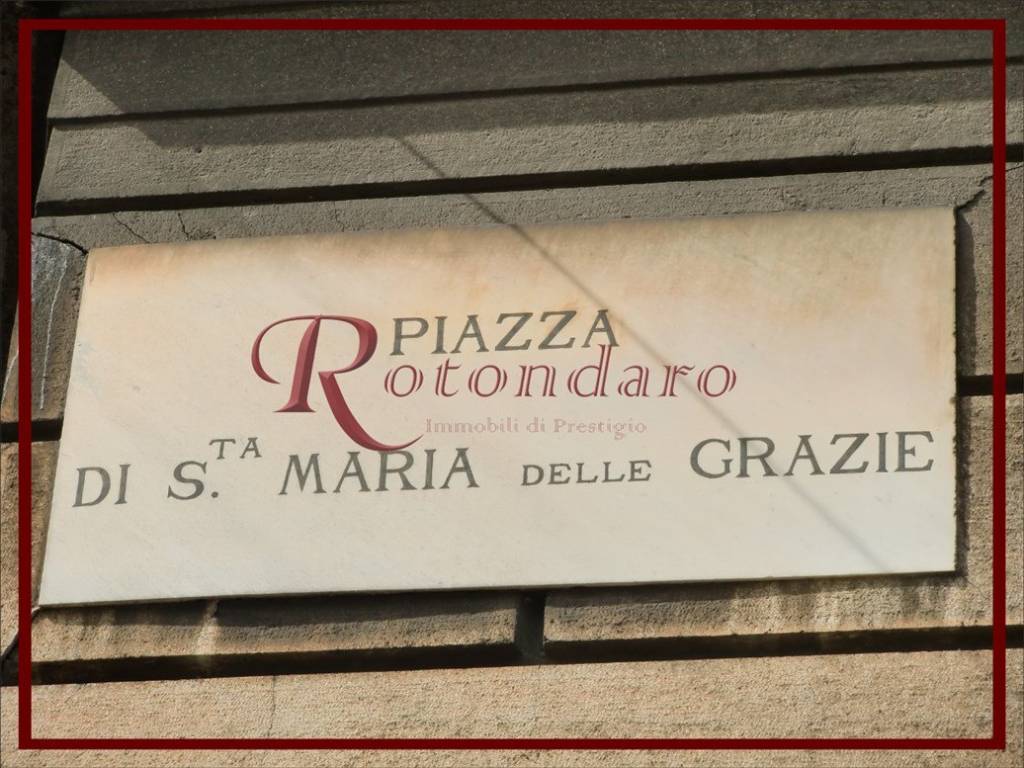 PIAZZA
Rotondaro
Immobili di Prestigio
DI S.TA MARIA DELLE GRAZIE